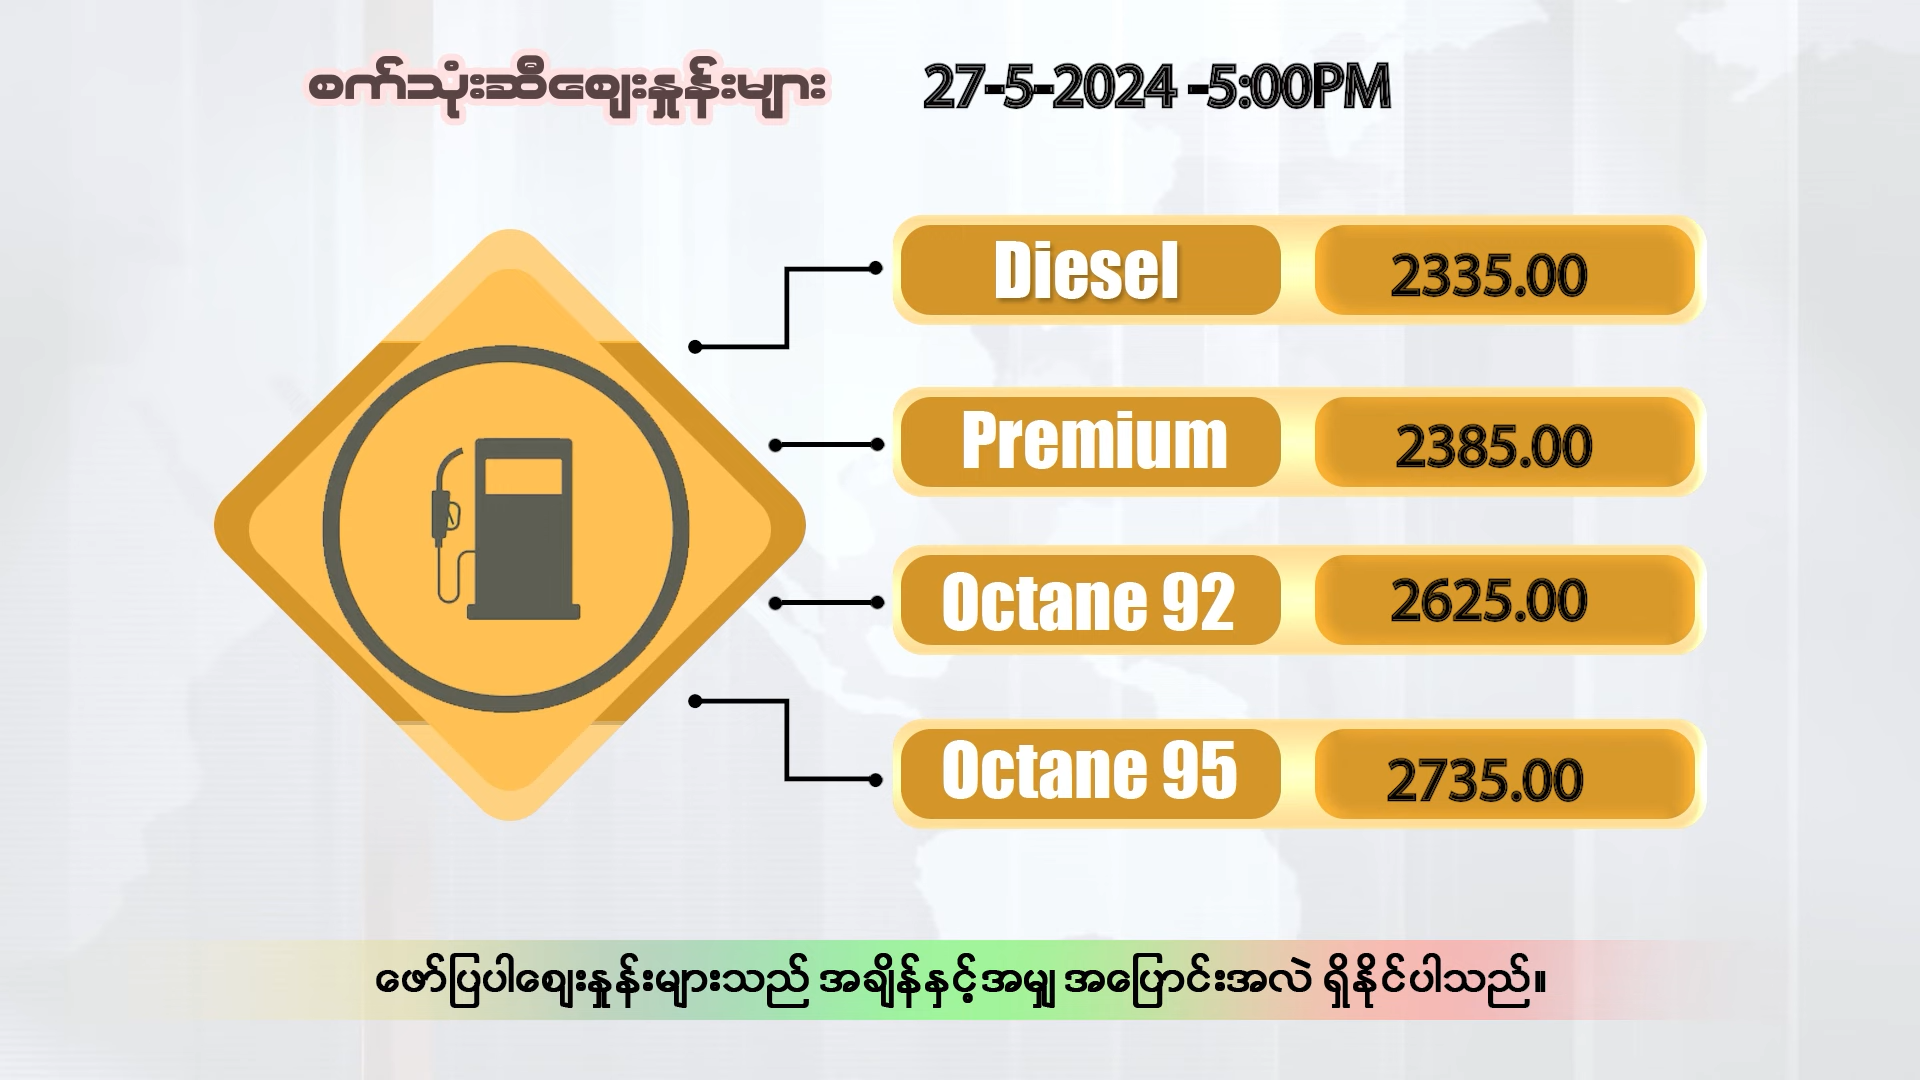 စက်သုံးဆီဈေးနှုန်းများ 27-5-2024 -5:00PM
Diesel 2335.00
Premium 2385.00
Octane 92 2625.00
Octane 95 2735.00
ဖော်ပြပါဈေးနှုန်းများသည် အချိန်နှင့်အမျှ အပြောင်းအလဲ ရှိနိုင်ပါသည်။